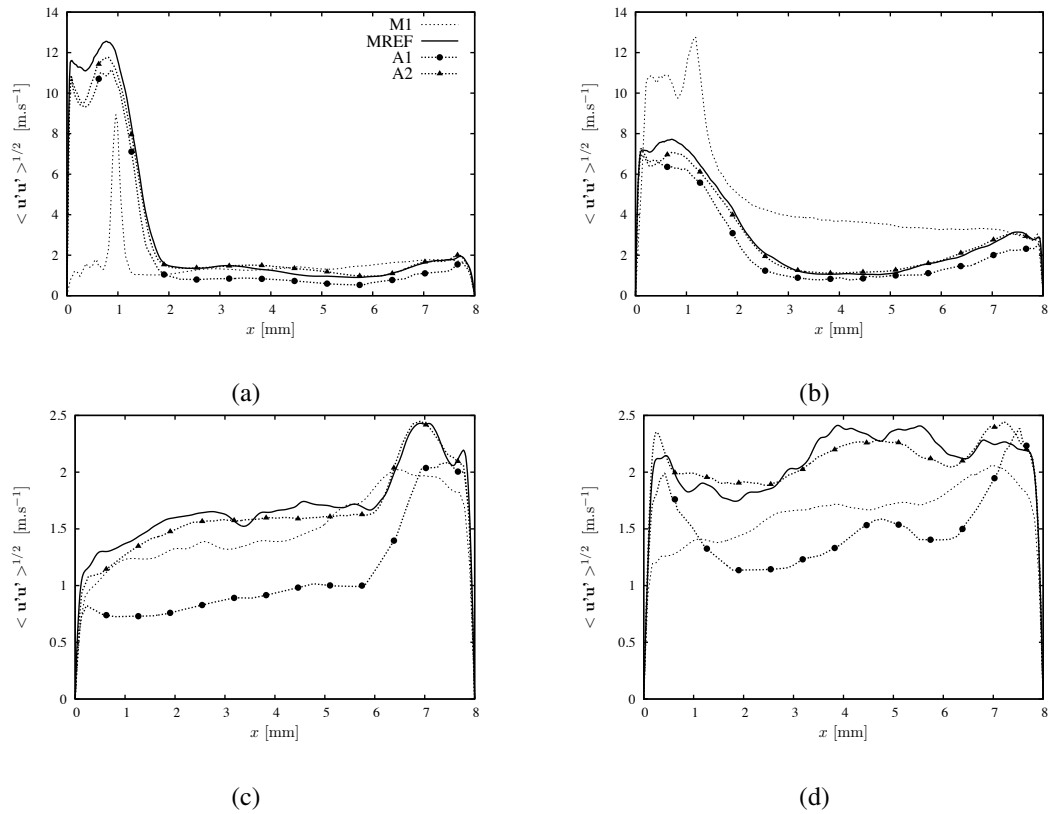 14
12
10
8
6
4
2
0
< u'u' >^{1/2} [m.s^{−1}]
M1
MREF
A1
A2
0 1 2 3 4 5 6 7 8
x [mm]
(a)
14
12
10
8
6
4
2
0
< u'u' >^{1/2} [m.s^{−1}]
0 1 2 3 4 5 6 7 8
x [mm]
(b)
2.5
2
1.5
1
0.5
0
< u'u' >^{1/2} [m.s^{−1}]
0 1 2 3 4 5 6 7 8
x [mm]
(c)
2.5
2
1.5
1
0.5
0
< u'u' >^{1/2} [m.s^{−1}]
0 1 2 3 4 5 6 7 8
x [mm]
(d)